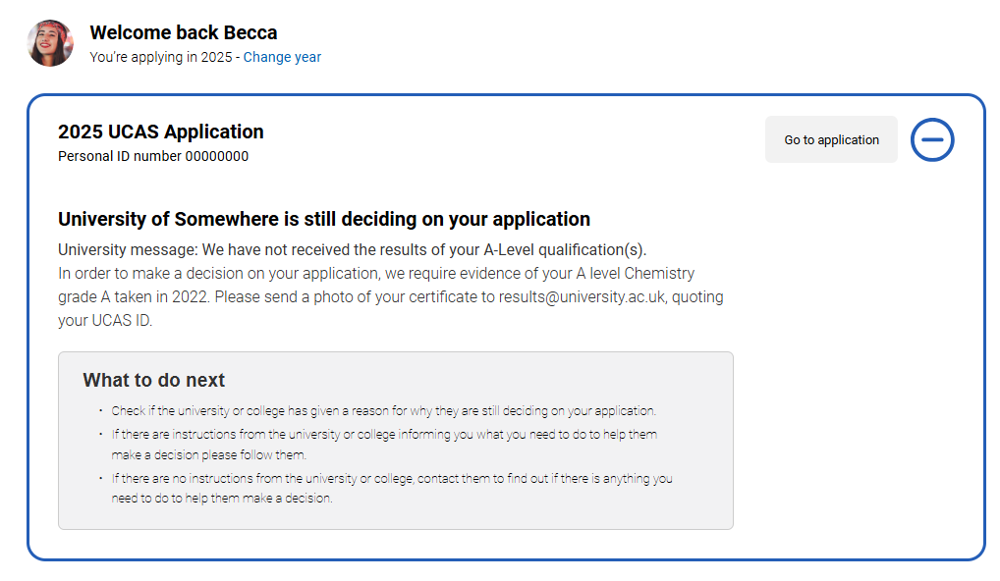 Welcome back Becca
You're applying in 2025 - Change year
2025 UCAS Application
Personal ID number 00000000
Go to application
University of Somewhere is still deciding on your application
University message: We have not received the results of your A-Level qualification(s).
In order to make a decision on your application, we require evidence of your A level Chemistry
grade A taken in 2022. Please send a photo of your certificate to results@university.ac.uk, quoting
your UCAS ID.
What to do next
· Check if the university or college has given a reason for why they are still deciding on your application.
· If there are instructions from the university or college informing you what you need to do to help them
make a decision please follow them.
· If there are no instructions from the university or college, contact them to find out if there is anything you
need to do to help them make a decision.